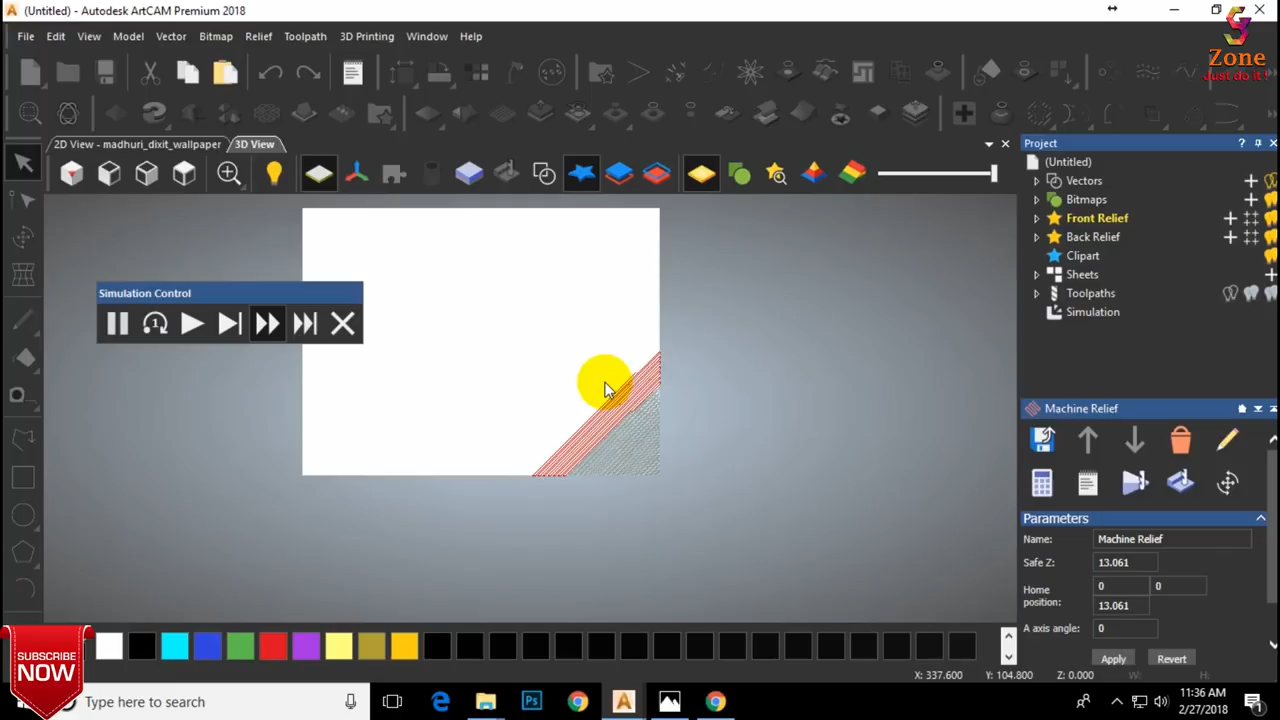 (Untitled) - Autodesk ArtCAM Premium 2018
File Edit View Model Vector Bitmap Relief Toolpath 3D Printing Window Help
Zone
Just do it !
2D View - madhuri_dixit_wallpaper 3D View
Project
(Untitled)
Vectors
Bitmaps
Front Relief
Back Relief
Clipart
Sheets
Toolpaths
Simulation
Simulation Control
1
Machine Relief
Parameters
Name: Machine Relief
Safe Z: 13.061
Home position: 0 0
13.061
A axis angle: 0
Apply Revert
X: 337.600 Y: 104.800 Z: 0.000 W: H:
SUBSCRIBE
NOW
Type here to search
Ps
11:36 AM
2/27/2018
1